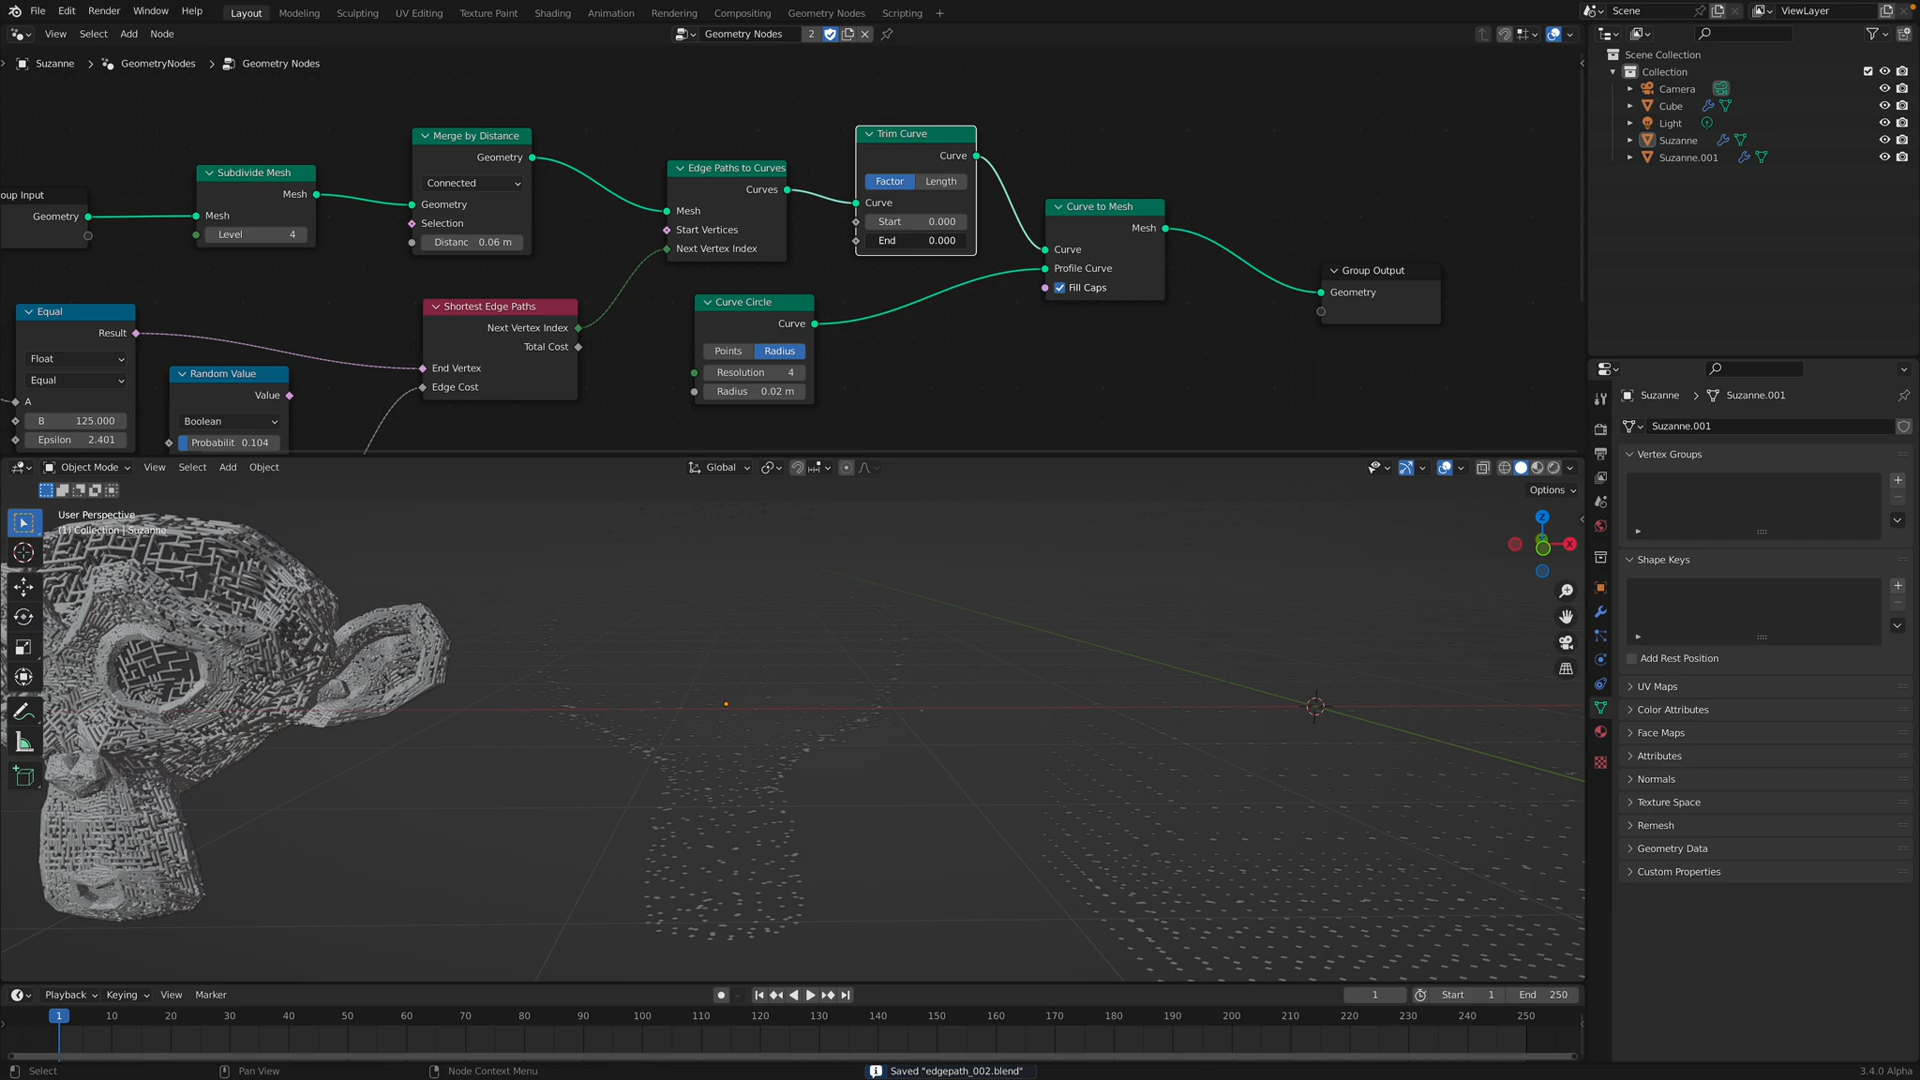 File Edit Render Window Help Layout Modeling Sculpting UV Editing Texture Paint Shading Animation Rendering Compositing Geometry Nodes Scripting + Scene ViewLayer
View Select Add Node Geometry Nodes 2
Suzanne > GeometryNodes > Geometry Nodes
oup Input
Geometry
Subdivide Mesh
Mesh
Mesh
Level 4
Merge by Distance
Geometry
Connected
Geometry
Selection
Distanc 0.06 m
Edge Paths to Curves
Curves
Mesh
Start Vertices
Next Vertex Index
Trim Curve
Curve
Factor Length
Curve
Start 0.000
End 0.000
Curve to Mesh
Mesh
Curve
Profile Curve
Fill Caps
Group Output
Geometry
Equal
Result
Float
Equal
A
B 125.000
Epsilon 2.401
Random Value
Value
Boolean
Probabilit 0.104
Shortest Edge Paths
Next Vertex Index
Total Cost
End Vertex
Edge Cost
Curve Circle
Curve
Points Radius
Resolution 4
Radius 0.02 m
Object Mode View Select Add Object Global
Options
User Perspective
(1) Collection | Suzanne
Z
X
Scene Collection
Collection
Camera
Cube
Light
Suzanne
Suzanne.001
Suzanne > Suzanne.001
Suzanne.001
Vertex Groups
Shape Keys
Add Rest Position
UV Maps
Color Attributes
Face Maps
Attributes
Normals
Texture Space
Remesh
Geometry Data
Custom Properties
Playback Keying View Marker 1 Start 1 End 250
1 10 20 30 40 50 60 70 80 90 100 110 120 130 140 150 160 170 180 190 200 210 220 230 240 250
Select Pan View Node Context Menu Saved "edgepath_002.blend" 3.4.0 Alpha